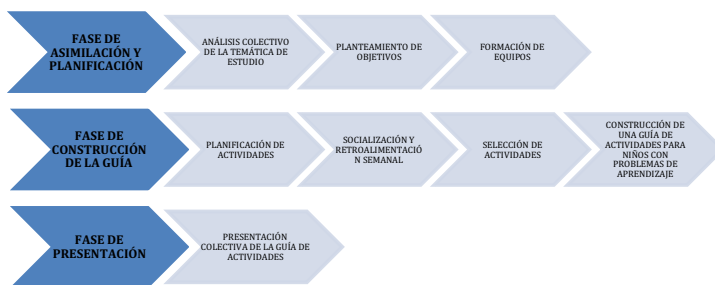 FASE DE
ASIMILACIÓN Y
PLANIFICACIÓN
ANÁLISIS COLECTIVO
DE LA TEMÁTICA DE
ESTUDIO
PLANTEAMIENTO DE
OBJETIVOS
FORMACIÓN DE
EQUIPOS
FASE DE
CONSTRUCCIÓN
DE LA GUÍA
PLANIFICACIÓN DE
ACTIVIDADES
SOCIALIZACIÓN Y
RETROALIMENTACIÓ
N SEMANAL
SELECCIÓN DE
ACTIVIDADES
CONSTRUCCIÓN DE
UNA GUÍA DE
ACTIVIDADES PARA
NIÑOS CON
PROBLEMAS DE
APRENDIZAJE
FASE DE
PRESENTACIÓN
PRESENTACIÓN
COLECTIVA DE LA GUÍA DE
ACTIVIDADES